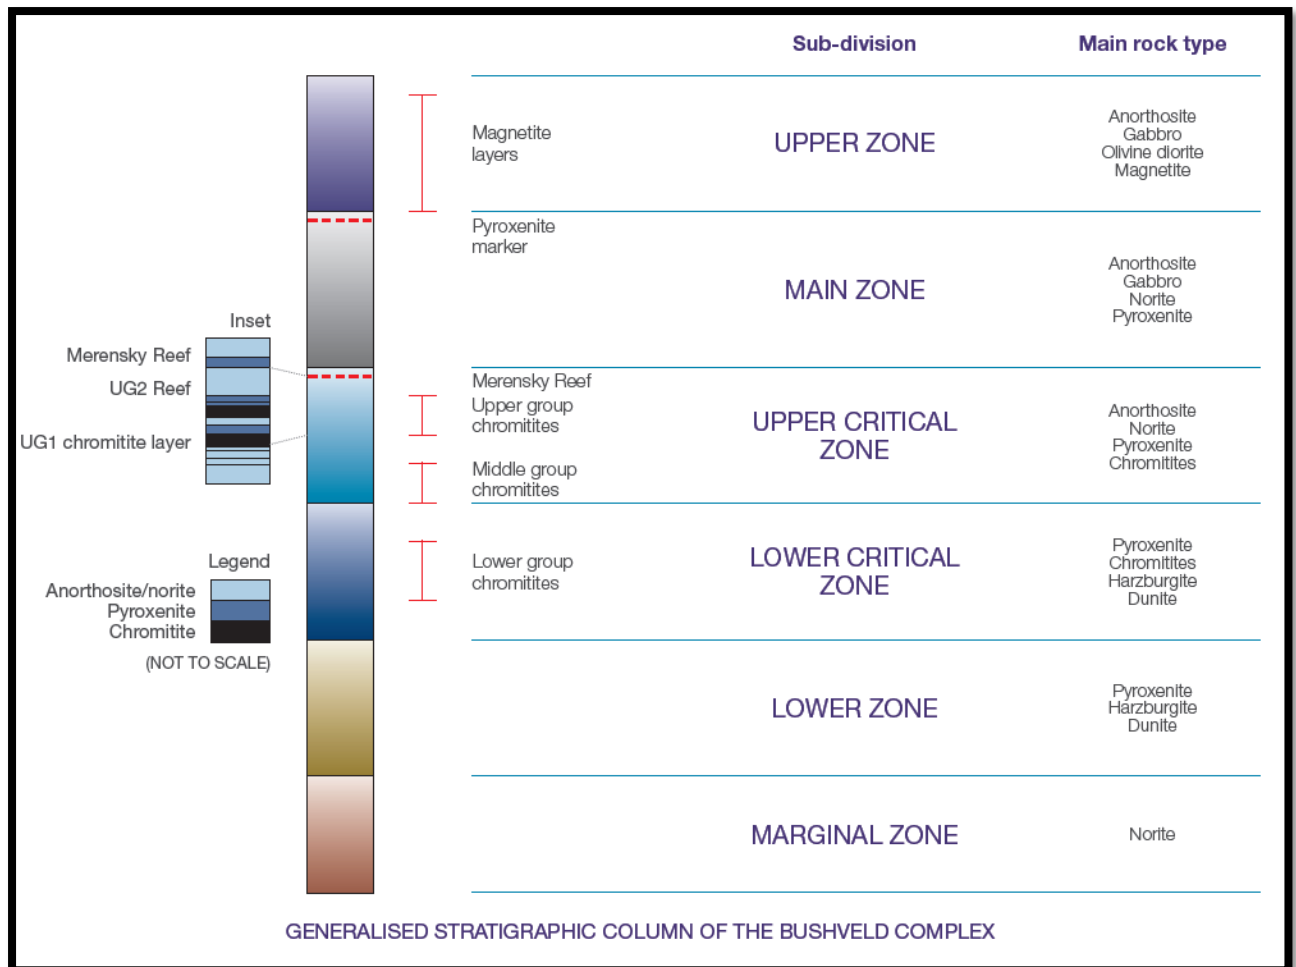 Sub-division
Main rock type
Magnetite
layers
UPPER ZONE
Anorthosite
Gabbro
Olivine diorite
Magnetite
Pyroxenite
marker
MAIN ZONE
Anorthosite
Gabbro
Norite
Pyroxenite
Inset
Merensky Reef
UG2 Reef
UG1 chromitite layer
Merensky Reef
Upper group
chromitites
Middle group
chromitites
UPPER CRITICAL
ZONE
Anorthosite
Norite
Pyroxenite
Chromitites
Legend
Anorthosite/norite
Pyroxenite
Chromitite
(NOT TO SCALE)
Lower group
chromitites
LOWER CRITICAL
ZONE
Pyroxenite
Chromitites
Harzburgite
Dunite
LOWER ZONE
Pyroxenite
Harzburgite
Dunite
MARGINAL ZONE
Norite
GENERALISED STRATIGRAPHIC COLUMN OF THE BUSHVELD COMPLEX